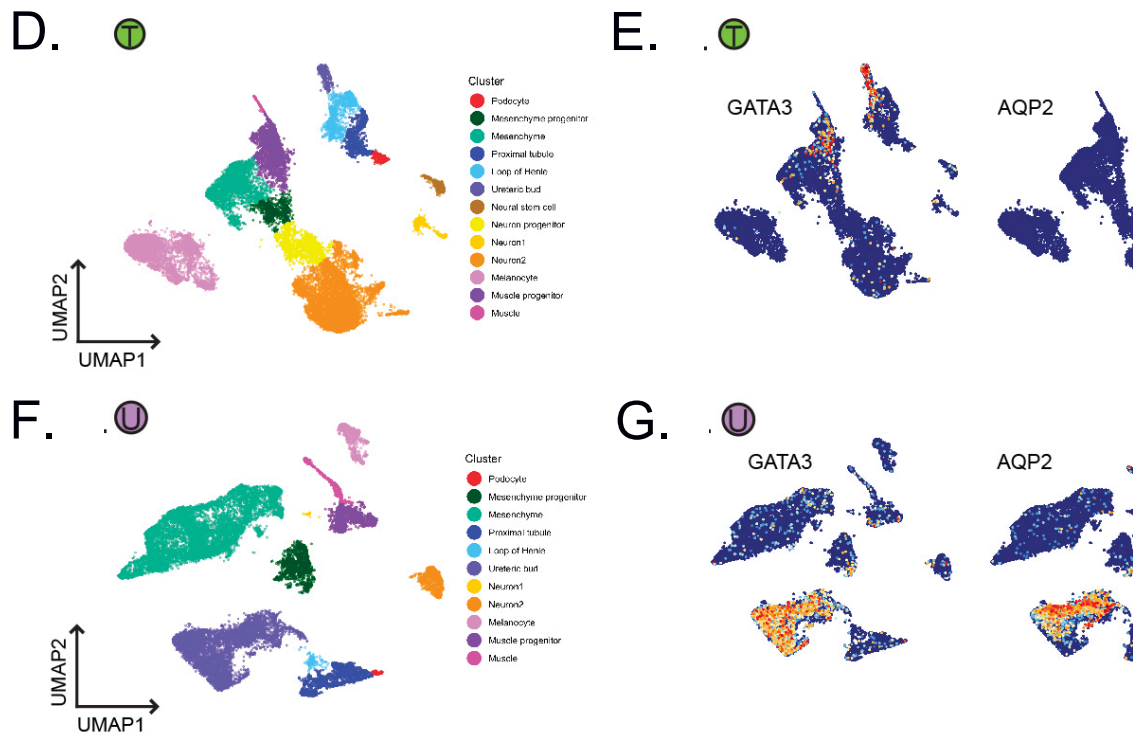 D. T
Cluster
Podocyte
Mesenchyme progenitor
Mesenchyme
Proximal tubule
Loop of Henle
Ureteric bud
Neural stem cell
Neuron progenitor
Neuron1
Neuron2
Melanocyte
Muscle progenitor
Muscle
UMAP2
UMAP1
E. . T
GATA3
AQP2
F. . U
Cluster
Podocyte
Mesenchyme progenitor
Mesenchyme
Proximal tubule
Loop of Henle
Ureteric bud
Neuron1
Neuron2
Melanocyte
Muscle progenitor
Muscle
UMAP2
UMAP1
G. . U
GATA3
AQP2